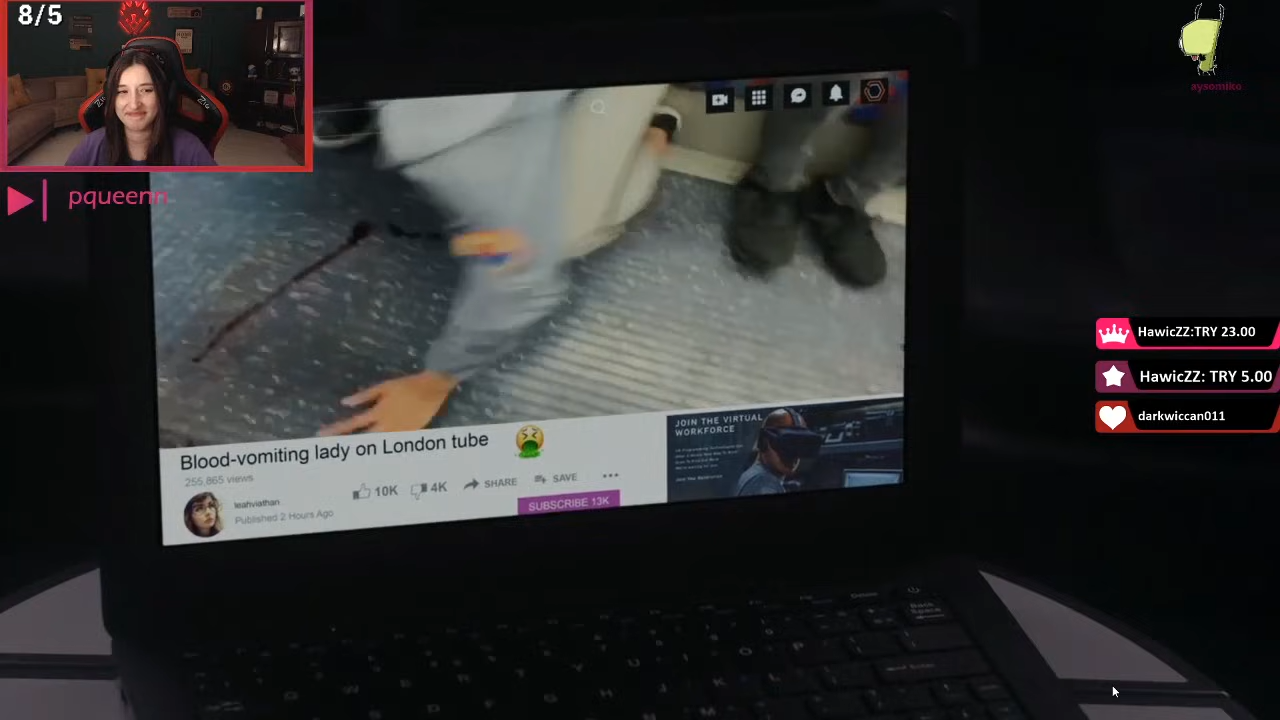 8/5
aysomiko
pqueenn
HawicZZ:TRY 23.00
HawicZZ: TRY 5.00
darkwiccan011
Blood-vomiting lady on London tube
255,865 views
leahviathan
Published 2 Hours Ago
10K
4K
SHARE
SAVE
SUBSCRIBE 13K
JOIN THE VIRTUAL
WORKFORCE